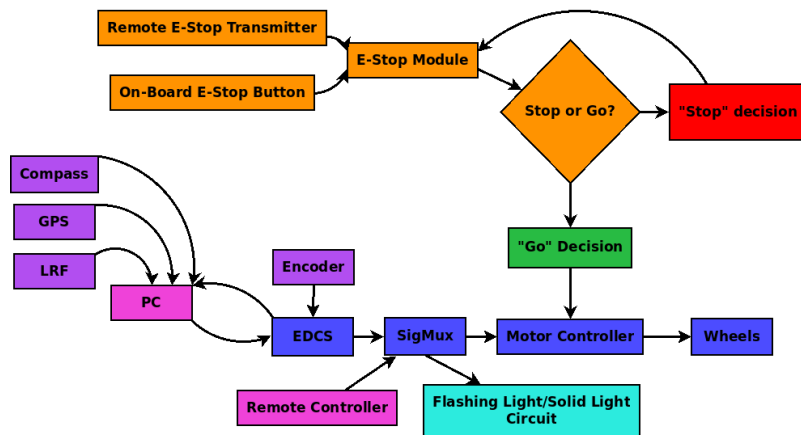 Remote E-Stop Transmitter
E-Stop Module
On-Board E-Stop Button
Stop or Go?
"Stop" decision
Compass
GPS
LRF
"Go" Decision
Encoder
PC
EDCS
SigMux
Motor Controller
Wheels
Remote Controller
Flashing Light/Solid Light
Circuit